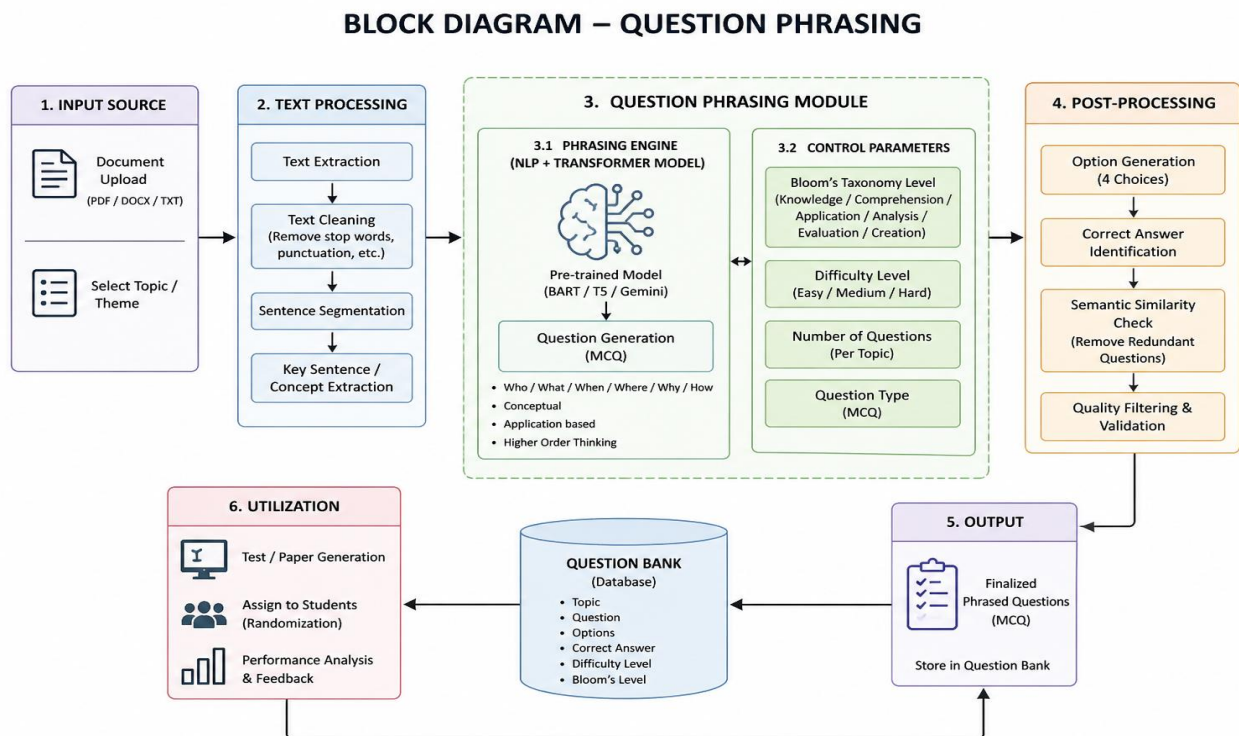 BLOCK DIAGRAM – QUESTION PHRASING
1. INPUT SOURCE
Document
Upload
(PDF / DOCX / TXT)
Select Topic /
Theme
2. TEXT PROCESSING
Text Extraction
Text Cleaning
(Remove stop words,
punctuation, etc.)
Sentence Segmentation
Key Sentence /
Concept Extraction
3. QUESTION PHRASING MODULE
3.1 PHRASING ENGINE
(NLP + TRANSFORMER MODEL)
Pre-trained Model
(BART / T5 / Gemini)
Question Generation
(MCQ)
• Who / What / When / Where / Why / How
• Conceptual
• Application based
• Higher Order Thinking
3.2 CONTROL PARAMETERS
Bloom's Taxonomy Level
(Knowledge / Comprehension /
Application / Analysis /
Evaluation / Creation)
Difficulty Level
(Easy / Medium / Hard)
Number of Questions
(Per Topic)
Question Type
(MCQ)
4. POST-PROCESSING
Option Generation
(4 Choices)
Correct Answer
Identification
Semantic Similarity
Check
(Remove Redundant
Questions)
Quality Filtering &
Validation
5. OUTPUT
Finalized
Phrased Questions
(MCQ)
Store in Question Bank
QUESTION BANK
(Database)
• Topic
• Question
• Options
• Correct Answer
• Difficulty Level
• Bloom's Level
6. UTILIZATION
Test / Paper Generation
Assign to Students
(Randomization)
Performance Analysis
& Feedback